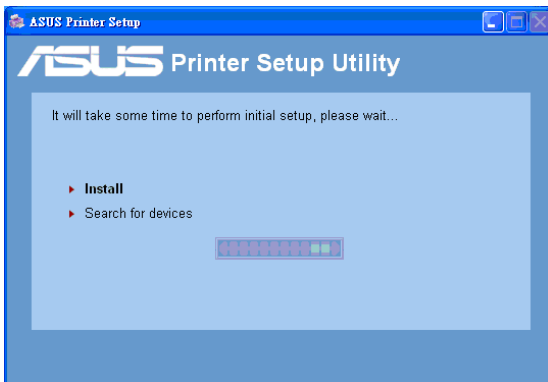 ASUS Printer Setup
ASUS Printer Setup Utility
It will take some time to perform initial setup, please wait...
Install
Search for devices